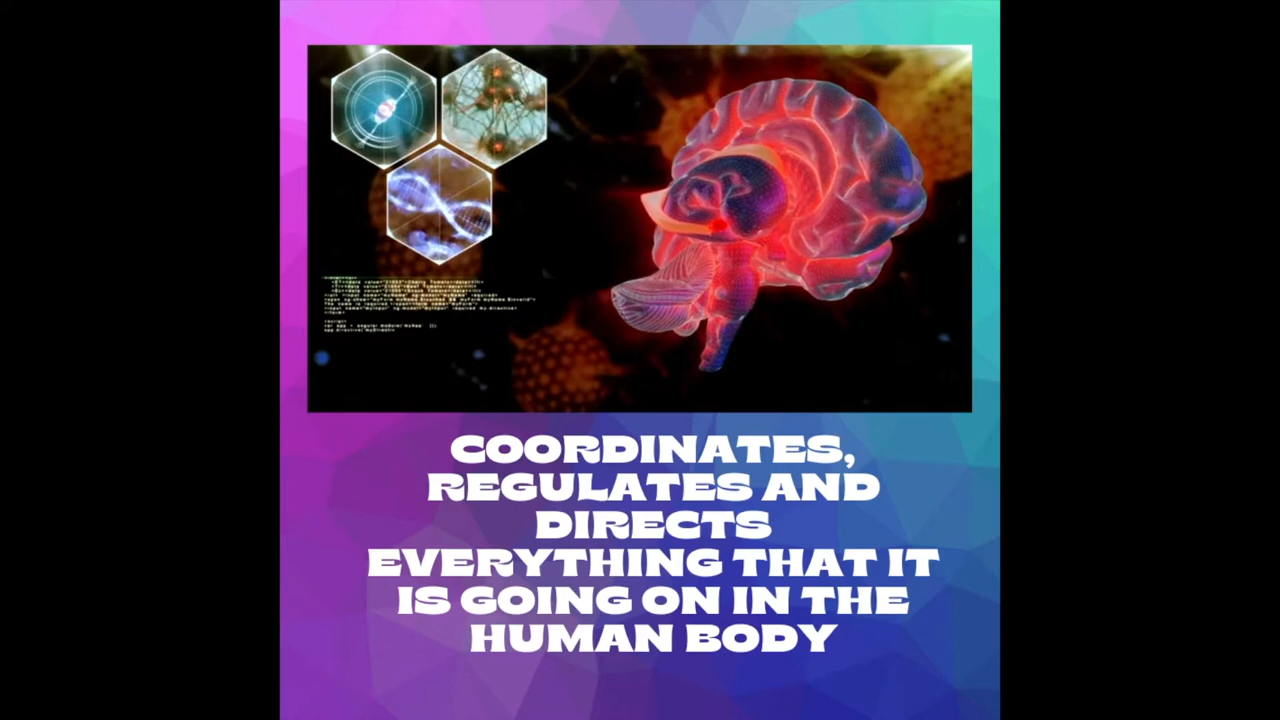 COORDINATES,
REGULATES AND
DIRECTS
EVERYTHING THAT IT
IS GOING ON IN THE
HUMAN BODY